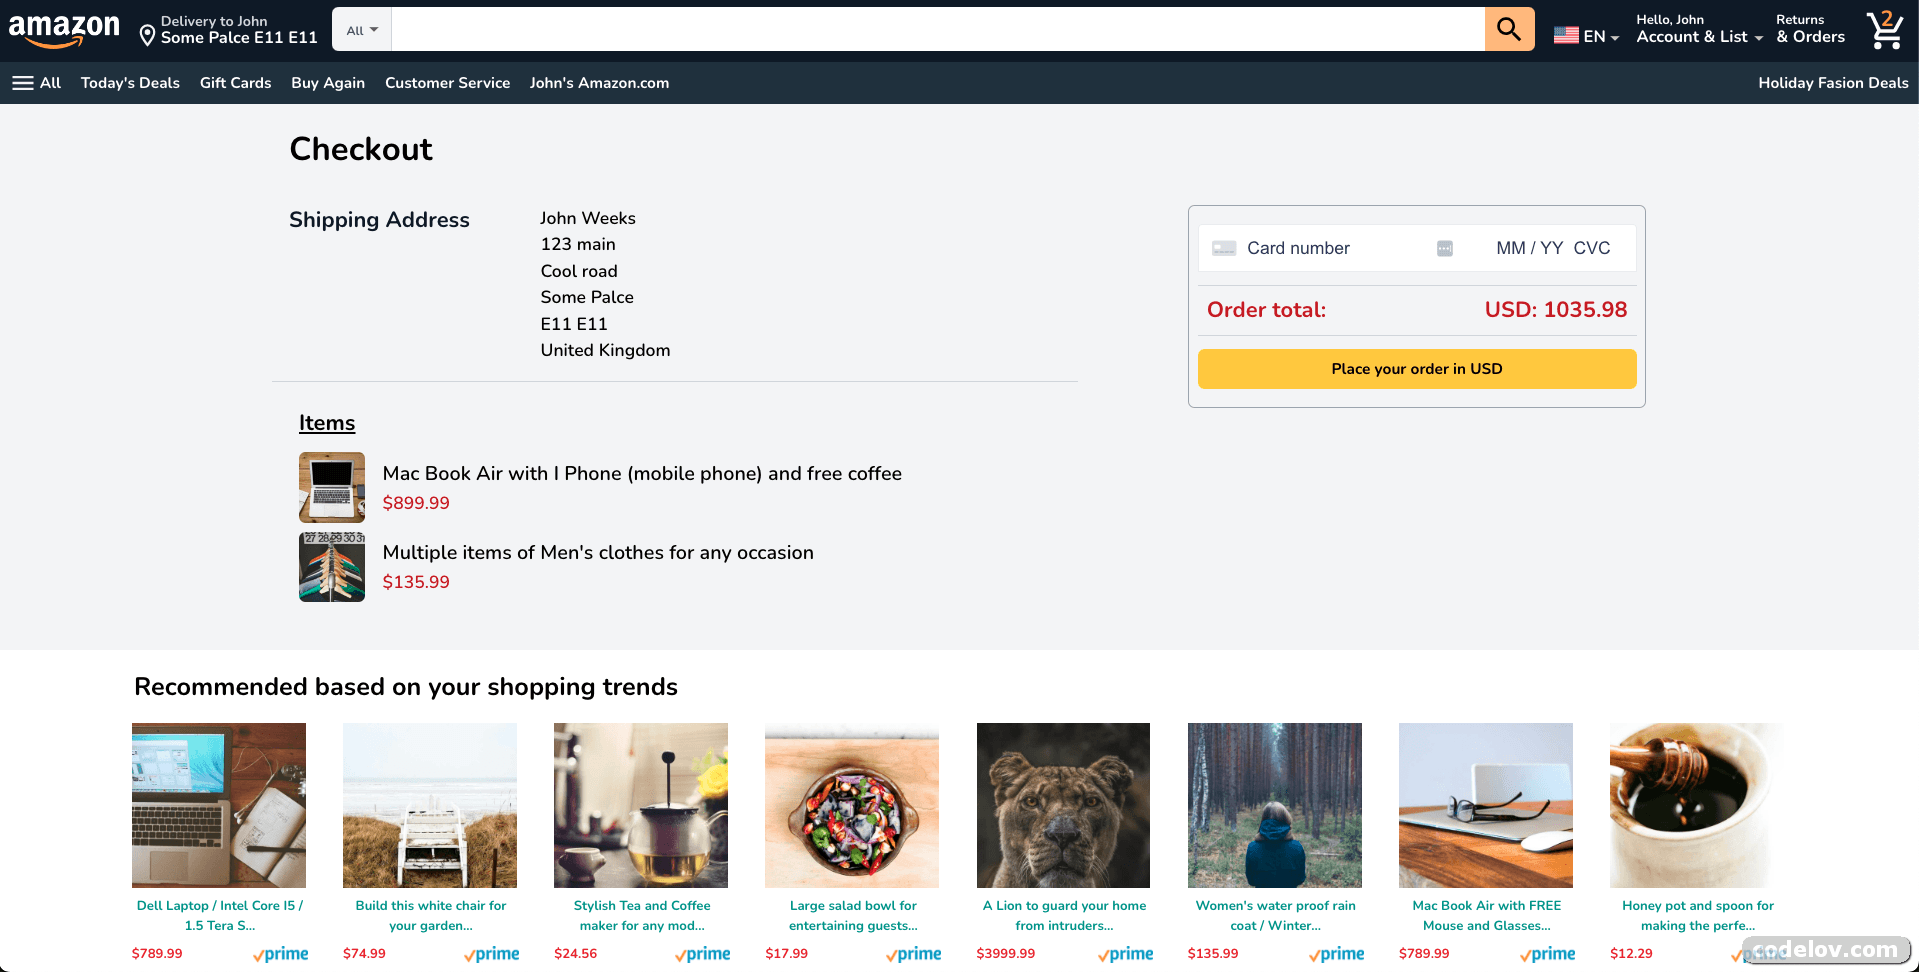 amazon
Delivery to John
Some Palce E11 E11
All
EN
Hello, John
Account & List
Returns
& Orders
2
All
Today's Deals
Gift Cards
Buy Again
Customer Service
John's Amazon.com
Holiday Fasion Deals
Checkout
Shipping Address
John Weeks
123 main
Cool road
Some Palce
E11 E11
United Kingdom
Card number
MM / YY CVC
Order total:
USD: 1035.98
Place your order in USD
Items
Mac Book Air with I Phone (mobile phone) and free coffee
$899.99
27 28 29 30 31
Multiple items of Men's clothes for any occasion
$135.99
Recommended based on your shopping trends
Dell Laptop / Intel Core I5 /
1.5 Tera S...
$789.99
prime
Build this white chair for
your garden...
$74.99
prime
Stylish Tea and Coffee
maker for any mod...
$24.56
prime
Large salad bowl for
entertaining guests...
$17.99
prime
A Lion to guard your home
from intruders...
$3999.99
prime
Women's water proof rain
coat / Winter...
$135.99
prime
Mac Book Air with FREE
Mouse and Glasses...
$789.99
prime
Honey pot and spoon for
making the perfe...
$12.29
prime
codelov.com